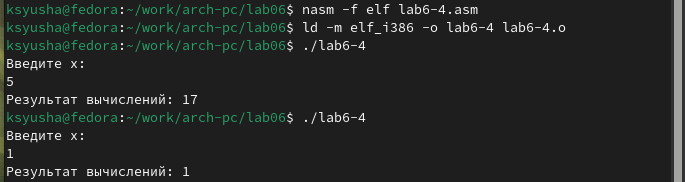 ksyusha@fedora:~/work/arch-pc/lab06$ nasm -f elf lab6-4.asm
ksyusha@fedora:~/work/arch-pc/lab06$ ld -m elf_i386 -o lab6-4 lab6-4.o
ksyusha@fedora:~/work/arch-pc/lab06$ ./lab6-4
Введите x:
5
Результат вычислений: 17
ksyusha@fedora:~/work/arch-pc/lab06$ ./lab6-4
Введите x:
1
Результат вычислений: 1